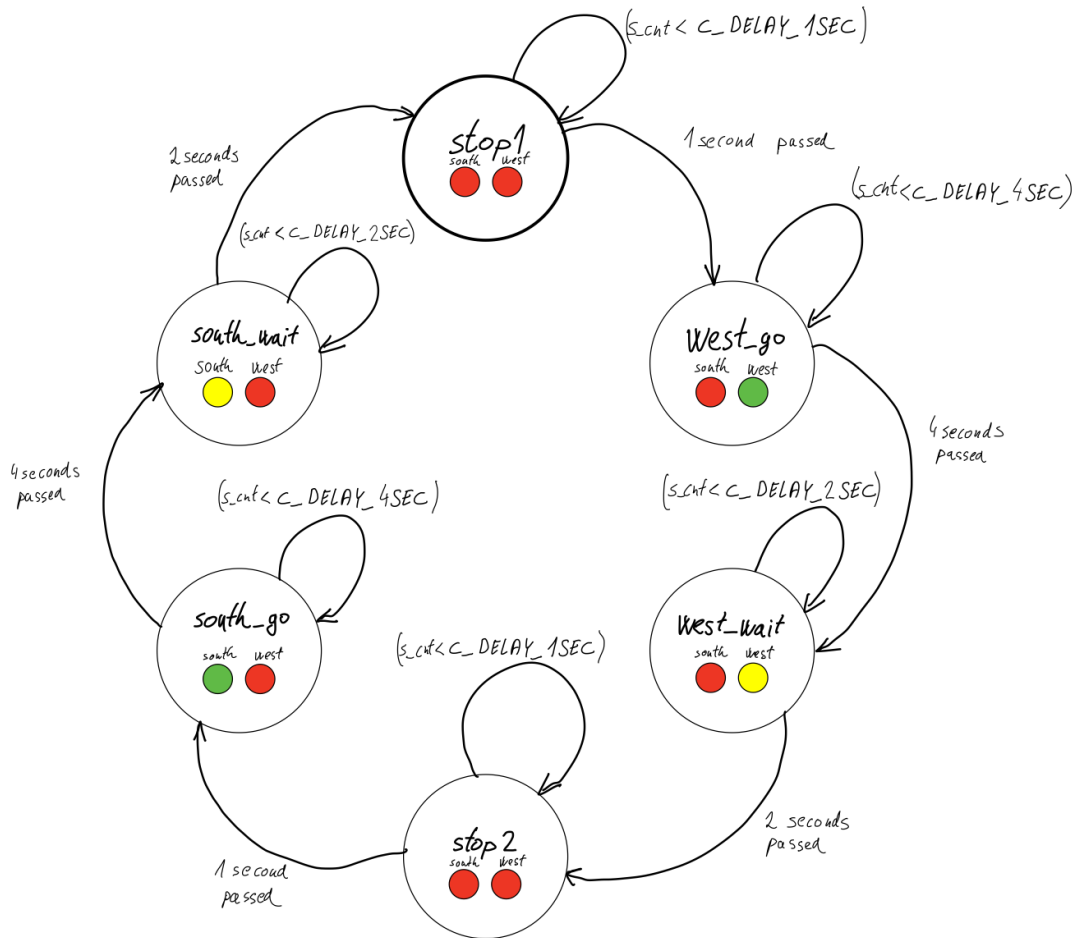 (s_cnt < C_DELAY_1SEC)
stop1
south west
1 second passed
2 seconds
passed
(s_cnt < C_DELAY_4SEC)
(s_cnt < C_DELAY_2SEC)
south_wait
south west
West_go
south west
4 seconds
passed
4 seconds
passed
(s_cnt < C_DELAY_4SEC)
(s_cnt < C_DELAY_2SEC)
south_go
south west
West_wait
south west
(s_cnt < C_DELAY_1SEC)
stop2
south west
1 second
passed
2 seconds
passed